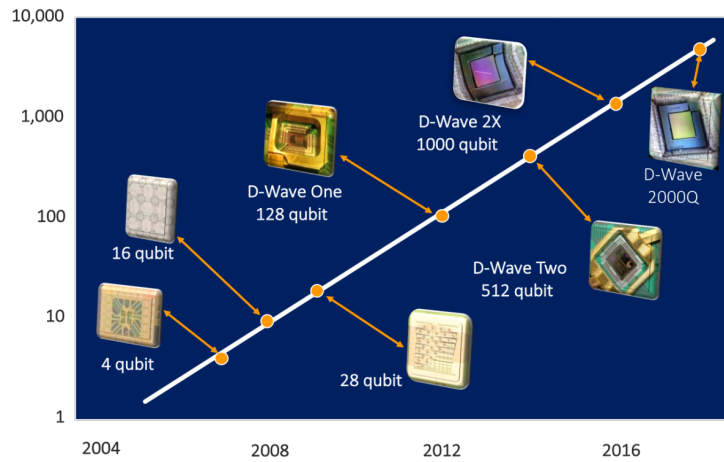 10,000
1,000
100
10
1
D-Wave 2X
1000 qubit
D-Wave
2000Q
D-Wave One
128 qubit
16 qubit
D-Wave Two
512 qubit
4 qubit
28 qubit
2004
2008
2012
2016